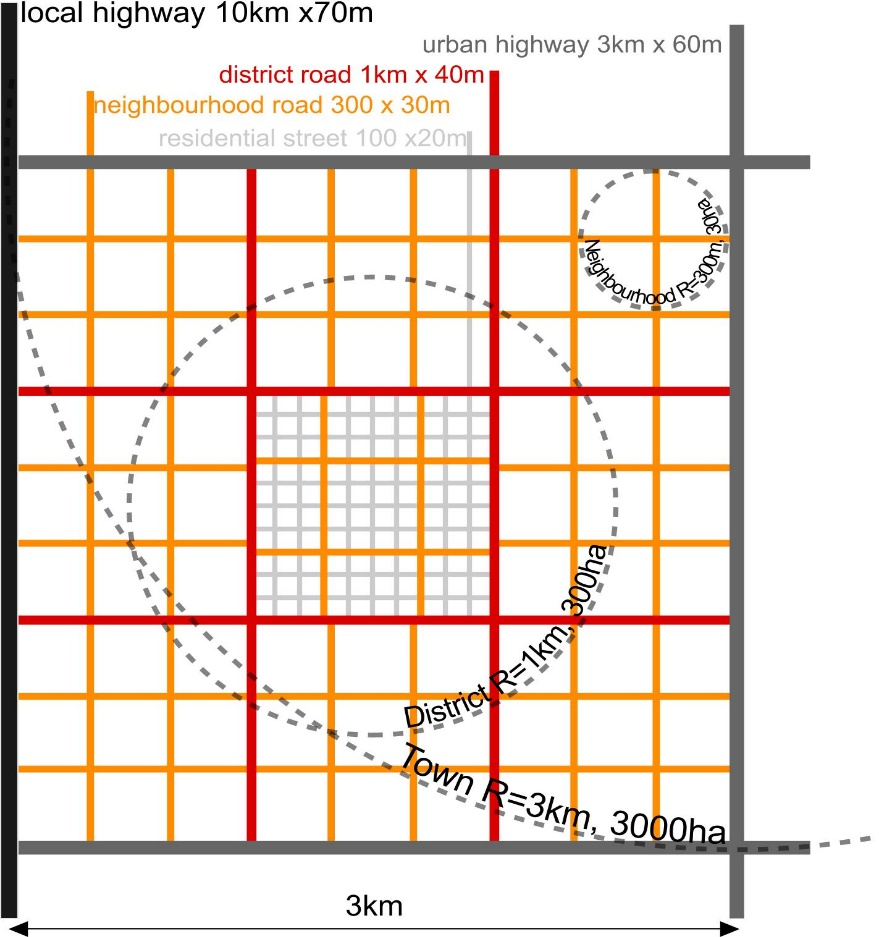 local highway 10km x70m
urban highway 3km x 60m
district road 1km x 40m
neighbourhood road 300 x 30m
residential street 100 x20m
Neighbourhood R=300m, 30ha
District R=1km, 300ha
Town R=3km, 3000ha
3km